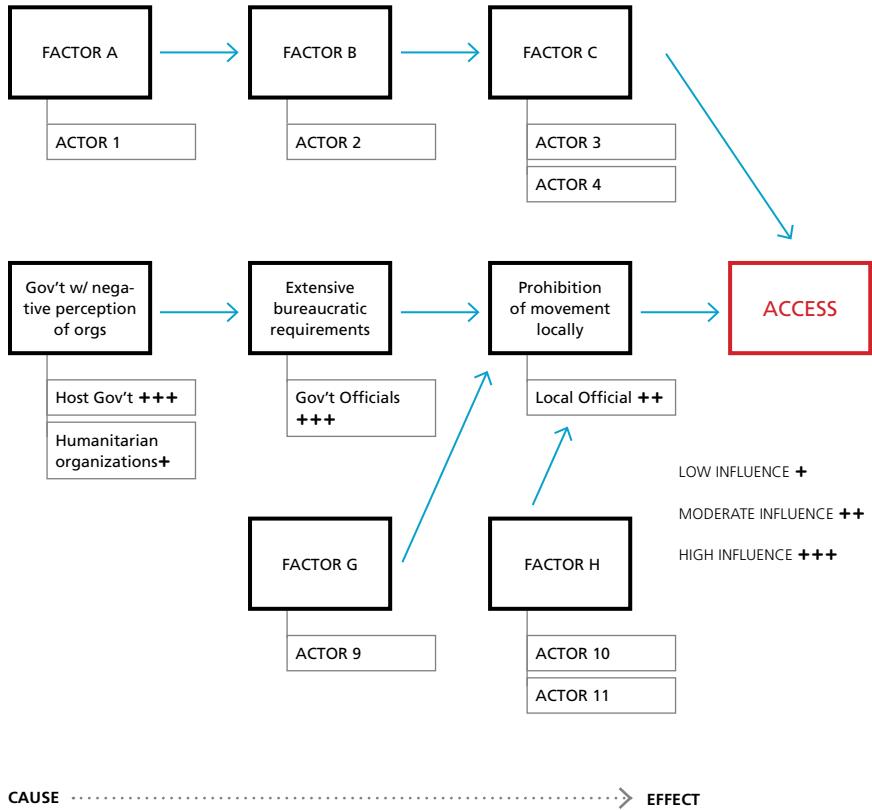 FACTOR A
FACTOR B
FACTOR C
ACTOR 1
ACTOR 2
ACTOR 3
ACTOR 4
Gov't w/ nega-
tive perception
of orgs
Extensive
bureaucratic
requirements
Prohibition
of movement
locally
ACCESS
Host Gov't +++
Humanitarian
organizations+
Gov't Officials
+++
Local Official ++
LOW INFLUENCE +
MODERATE INFLUENCE ++
HIGH INFLUENCE +++
FACTOR G
FACTOR H
ACTOR 9
ACTOR 10
ACTOR 11
CAUSE
EFFECT